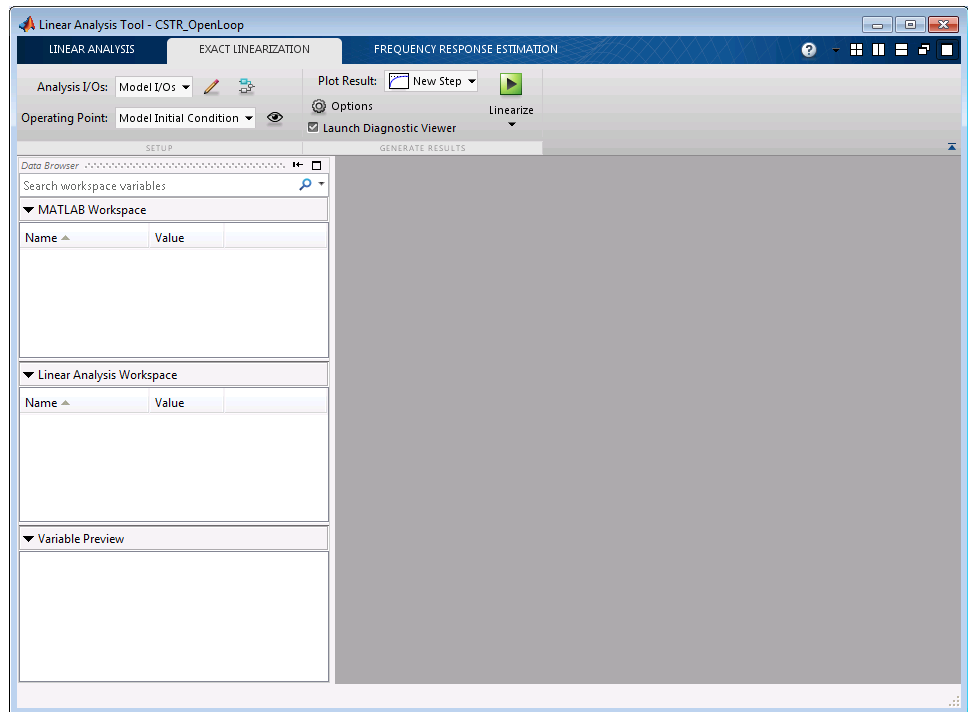 Linear Analysis Tool - CSTR_OpenLoop
LINEAR ANALYSIS EXACT LINEARIZATION FREQUENCY RESPONSE ESTIMATION
Analysis I/Os: Model I/Os
Operating Point: Model Initial Condition
SETUP
Plot Result: New Step
Options
Launch Diagnostic Viewer
Linearize
GENERATE RESULTS
Data Browser
Search workspace variables
MATLAB Workspace
Name Value
Linear Analysis Workspace
Name Value
Variable Preview